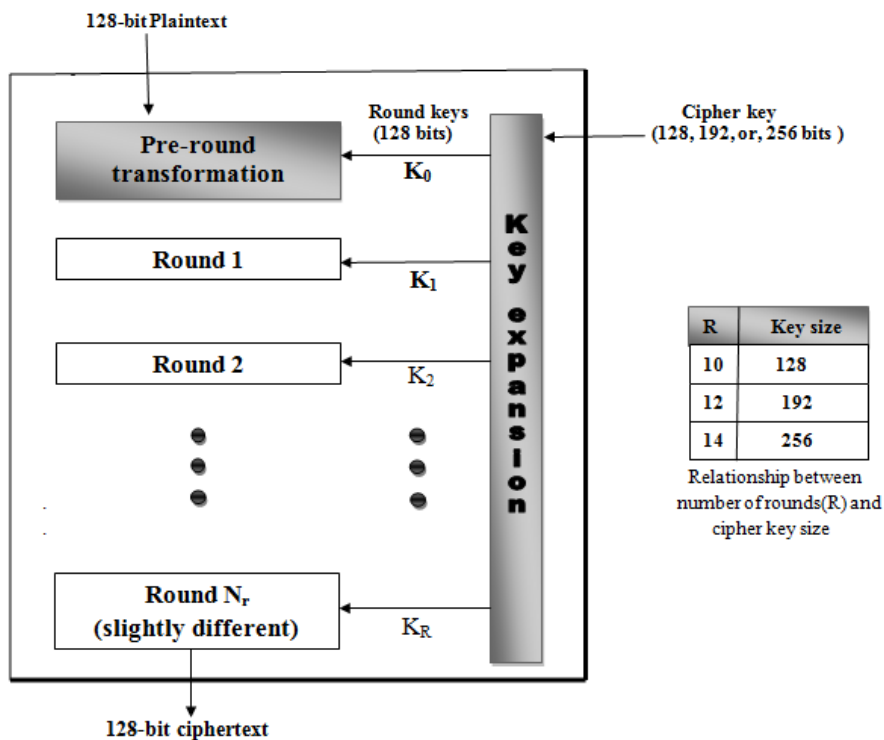 128-bit Plaintext
Pre-round
transformation
Round keys
(128 bits)
K0
Cipher key
(128, 192, or, 256 bits )
Key expansion
Round 1
K1
Round 2
K2
R Key size
10 128
12 192
14 256
Relationship between
number of rounds(R) and
cipher key size
Round Nr
(slightly different)
KR
128-bit ciphertext